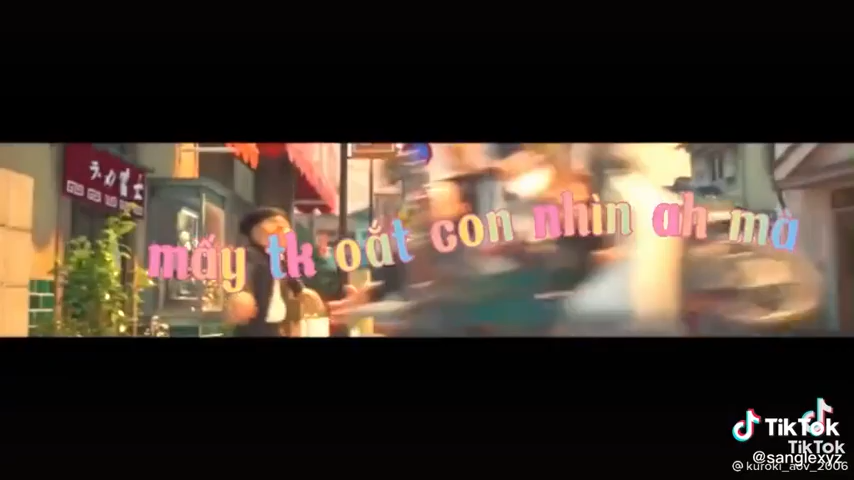 mấy tk oắt con nhìn ah mà
TikTok
TikTok
@sanglexyz
@kuroki_aov_2006